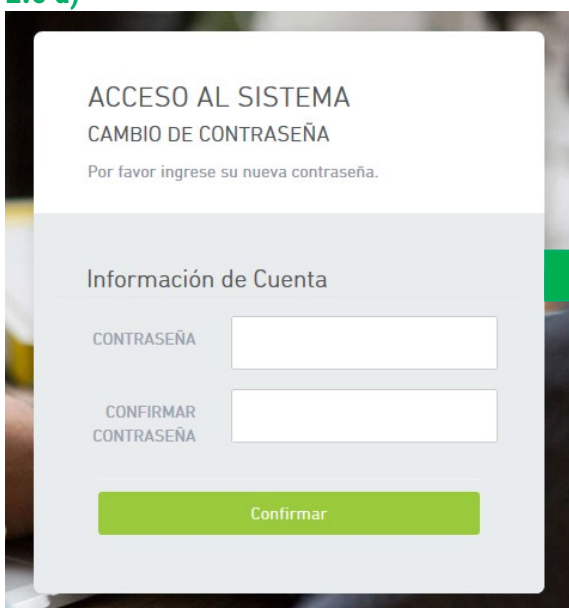 ACCESO AL SISTEMA
CAMBIO DE CONTRASEÑA
Por favor ingrese su nueva contraseña.
Información de Cuenta
CONTRASEÑA
CONFIRMAR
CONTRASEÑA
Confirmar